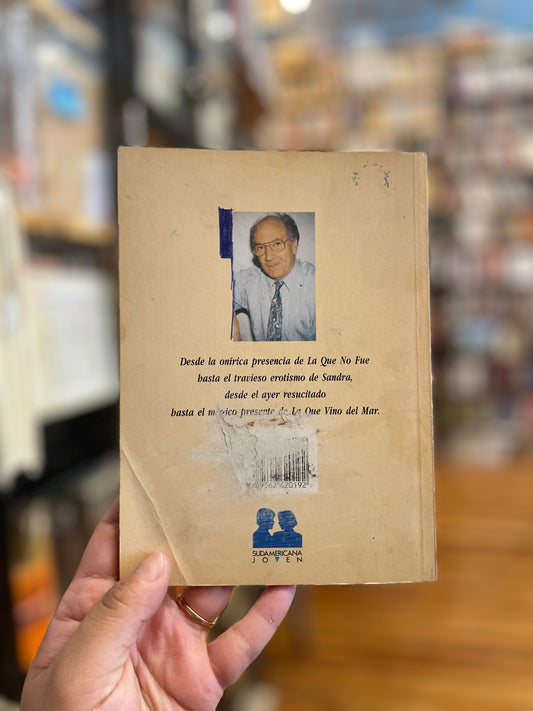 Desde la onírica presencia de La Que No Fue
hasta el travieso erotismo de Sandra,
desde el ayer resucitado
hasta el mágico presente de La Que Vino del Mar.
SUDAMERICANA
JOVEN